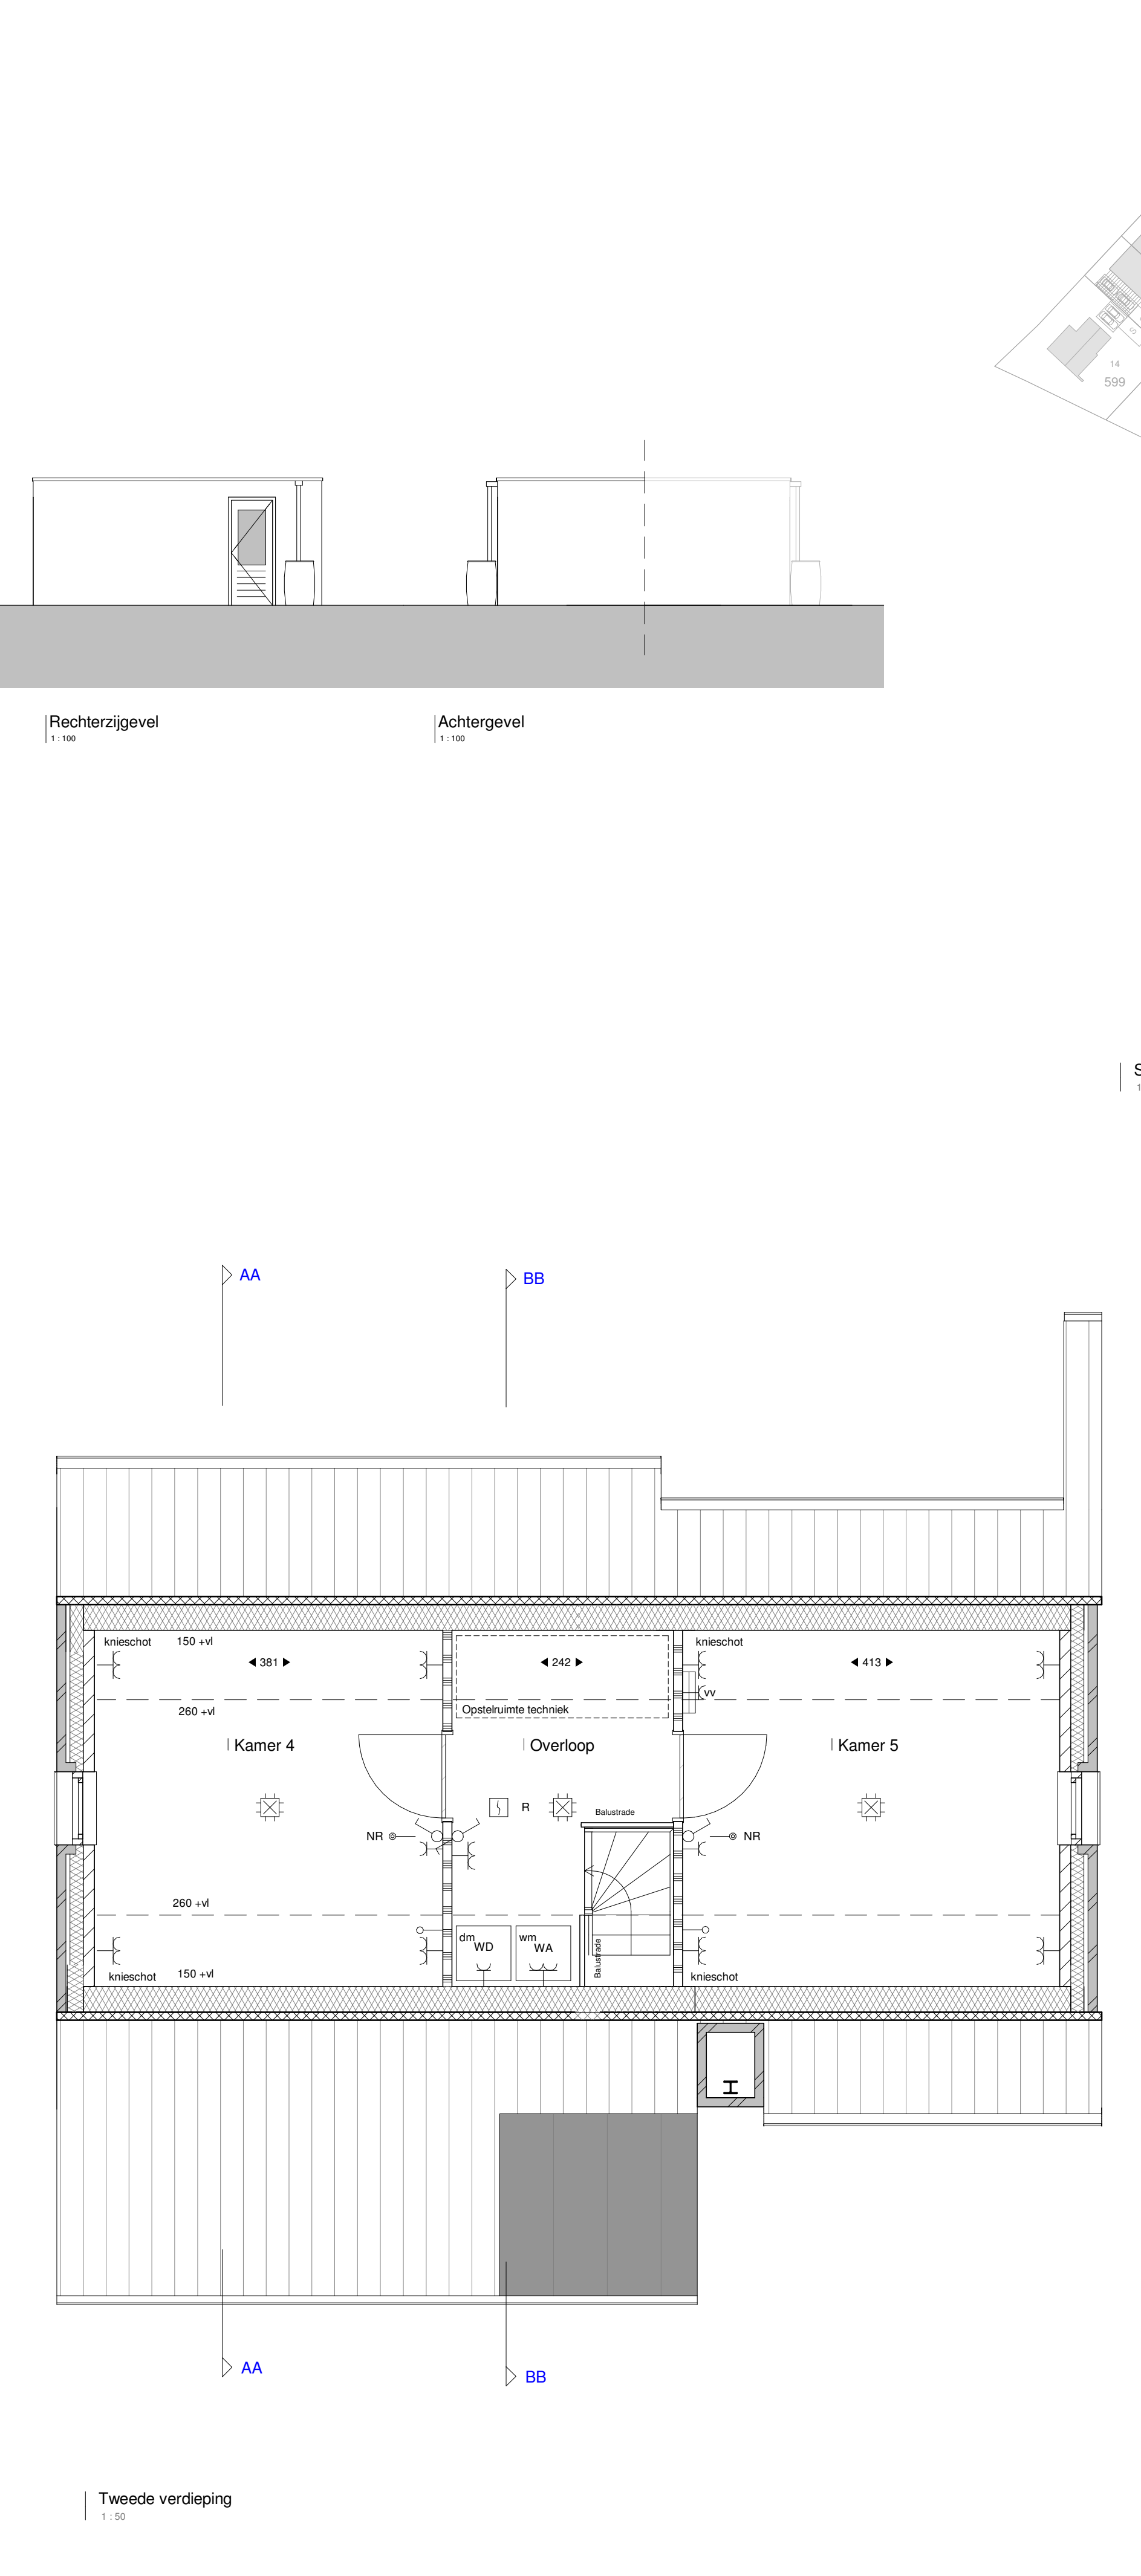 S
14
599
Rechterzijgevel
1 : 100
Achtergevel
1 : 100
S
1
AA
BB
knieschot
150 +vl
381
242
knieschot
413
vv
260 +vl
Opstelruimte techniek
Kamer 4
Overloop
Kamer 5
R
Balustrade
NR
NR
260 +vl
dm
WD
wm
WA
Balustrade
knieschot
150 +vl
knieschot
AA
BB
Tweede verdieping
1 : 50